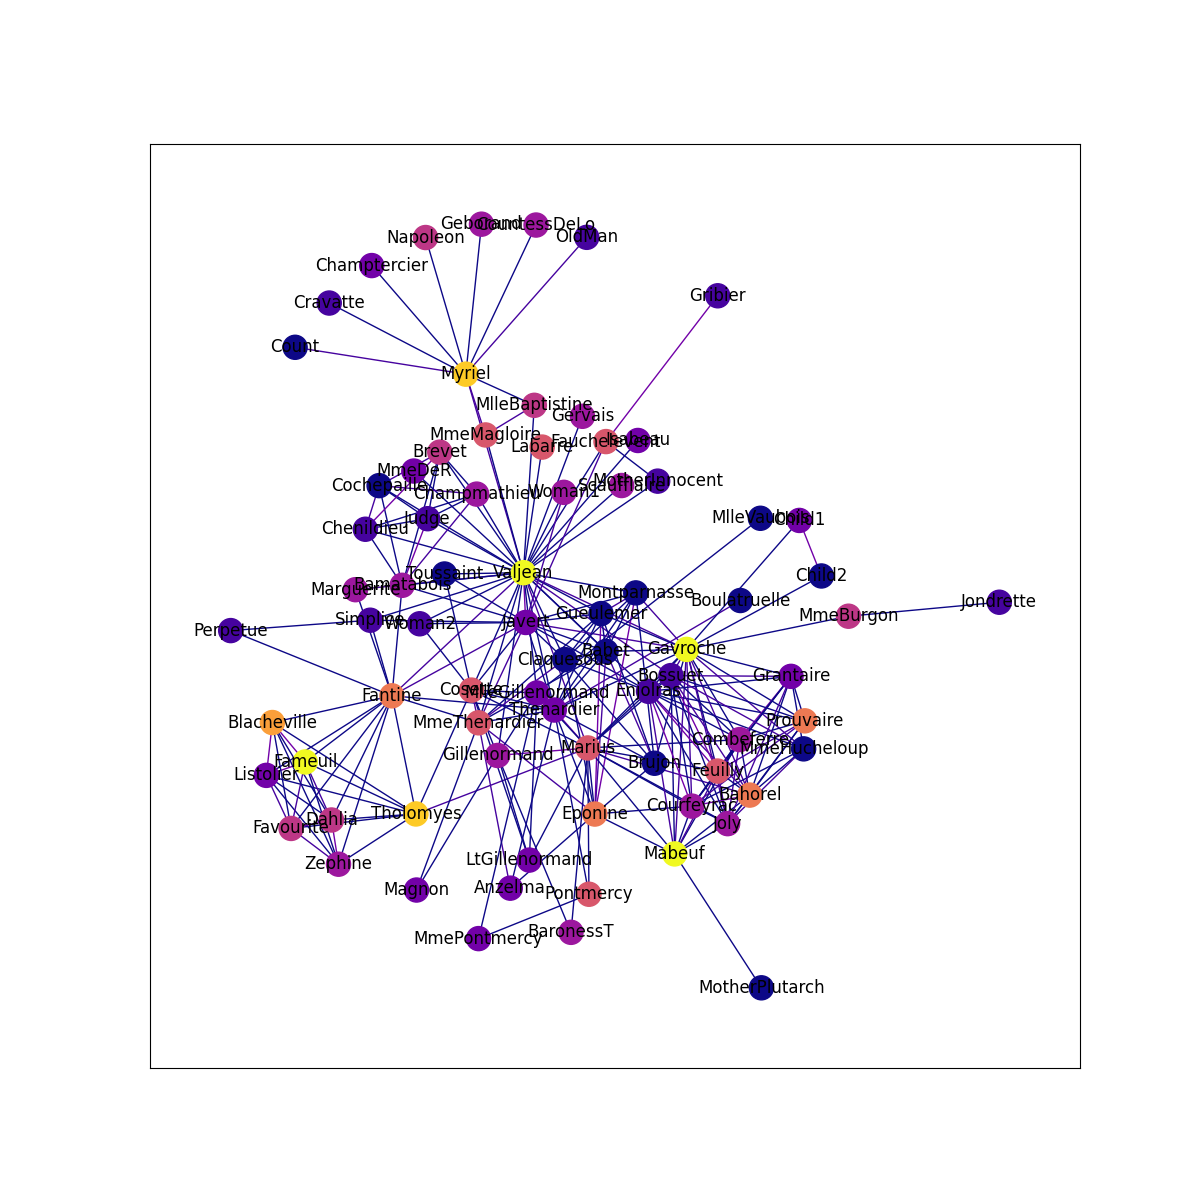 Geborand
CountessDeLo
Napoleon
OldMan
Champtercier
Gribier
Cravatte
Count
Myriel
MlleBaptistine
Gervais
MmeMagloire
Labarre
Fauchelevent
Isabeau
Brevet
MmeDeR
Cochepaille
Champmathieu
Woman1
Scaufflaire
MotherInnocent
Chenildieu
Judge
MlleVaubois
Child1
Toussaint
Valjean
Child2
Marguerite
Bamatabois
Montparnasse
Boulatruelle
Jondrette
Gueulemer
MmeBurgon
Perpetue
Simplice
Woman2
Javert
Claquesous
Babet
Gavroche
Bossuet
Grantaire
Fantine
Cosette
MlleGillenormand
Enjolras
Thenardier
Blacheville
MmeThenardier
Prouvaire
Fameuil
Listolier
Gillenormand
Marius
Combeferre
MmeHucheloup
Brujon
Feuilly
Bahorel
Favourite
Dahlia
Tholomyes
Eponine
Courfeyrac
Joly
Zephine
LtGillenormand
Mabeuf
Magnon
Anzelma
Pontmercy
MmePontmercy
BaronessT
MotherPlutarch